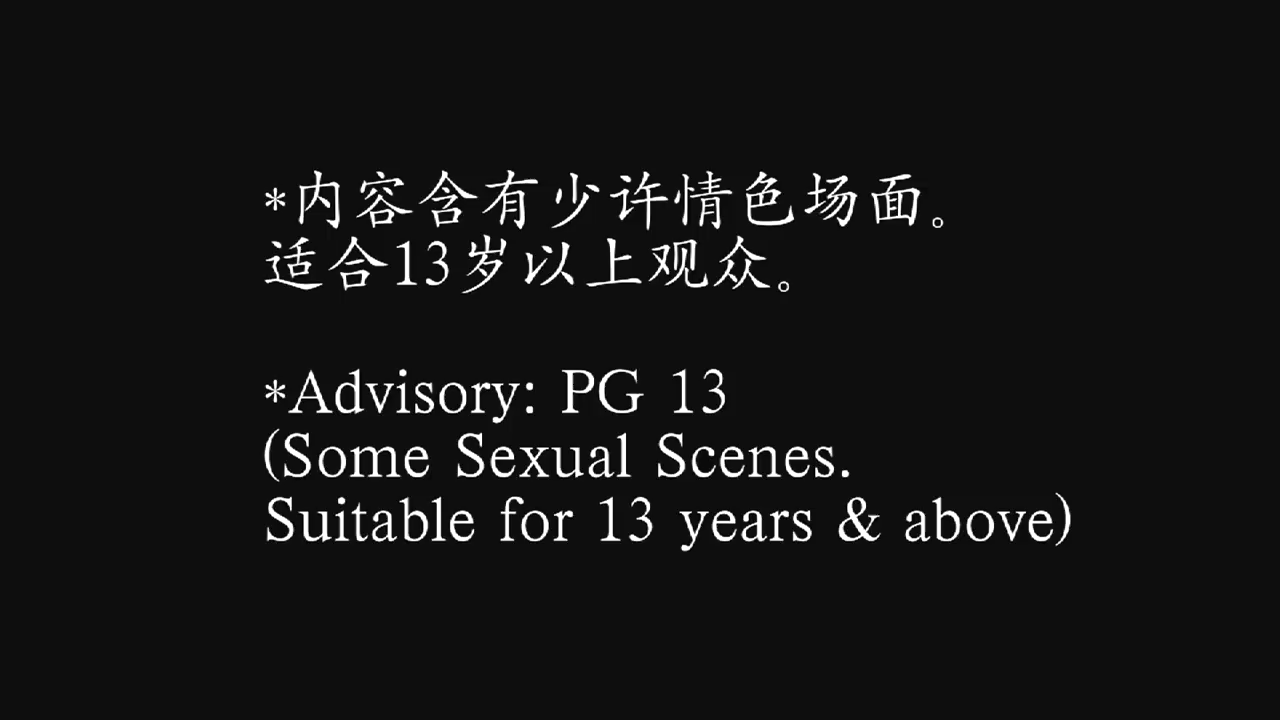 *内容含有少许情色场面。
适合13岁以上观众。
*Advisory: PG 13
(Some Sexual Scenes.
Suitable for 13 years & above)